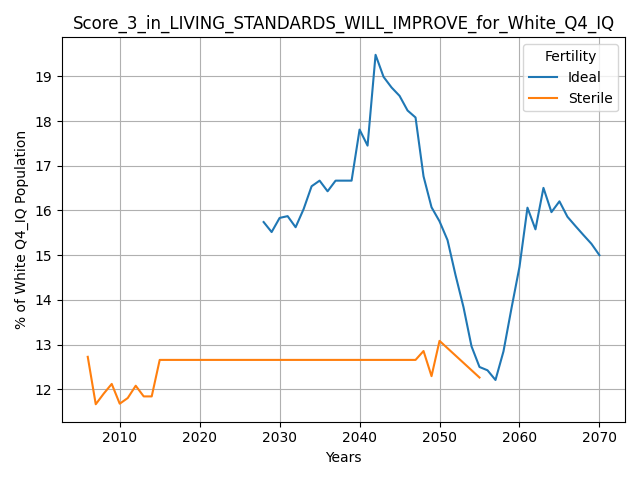 Score_3_in_LIVING_STANDARDS_WILL_IMPROVE_for_White_Q4_IQ
Fertility
Ideal
Sterile
% of White Q4_IQ Population
19
18
17
16
15
14
13
12
2010 2020 2030 2040 2050 2060 2070
Years